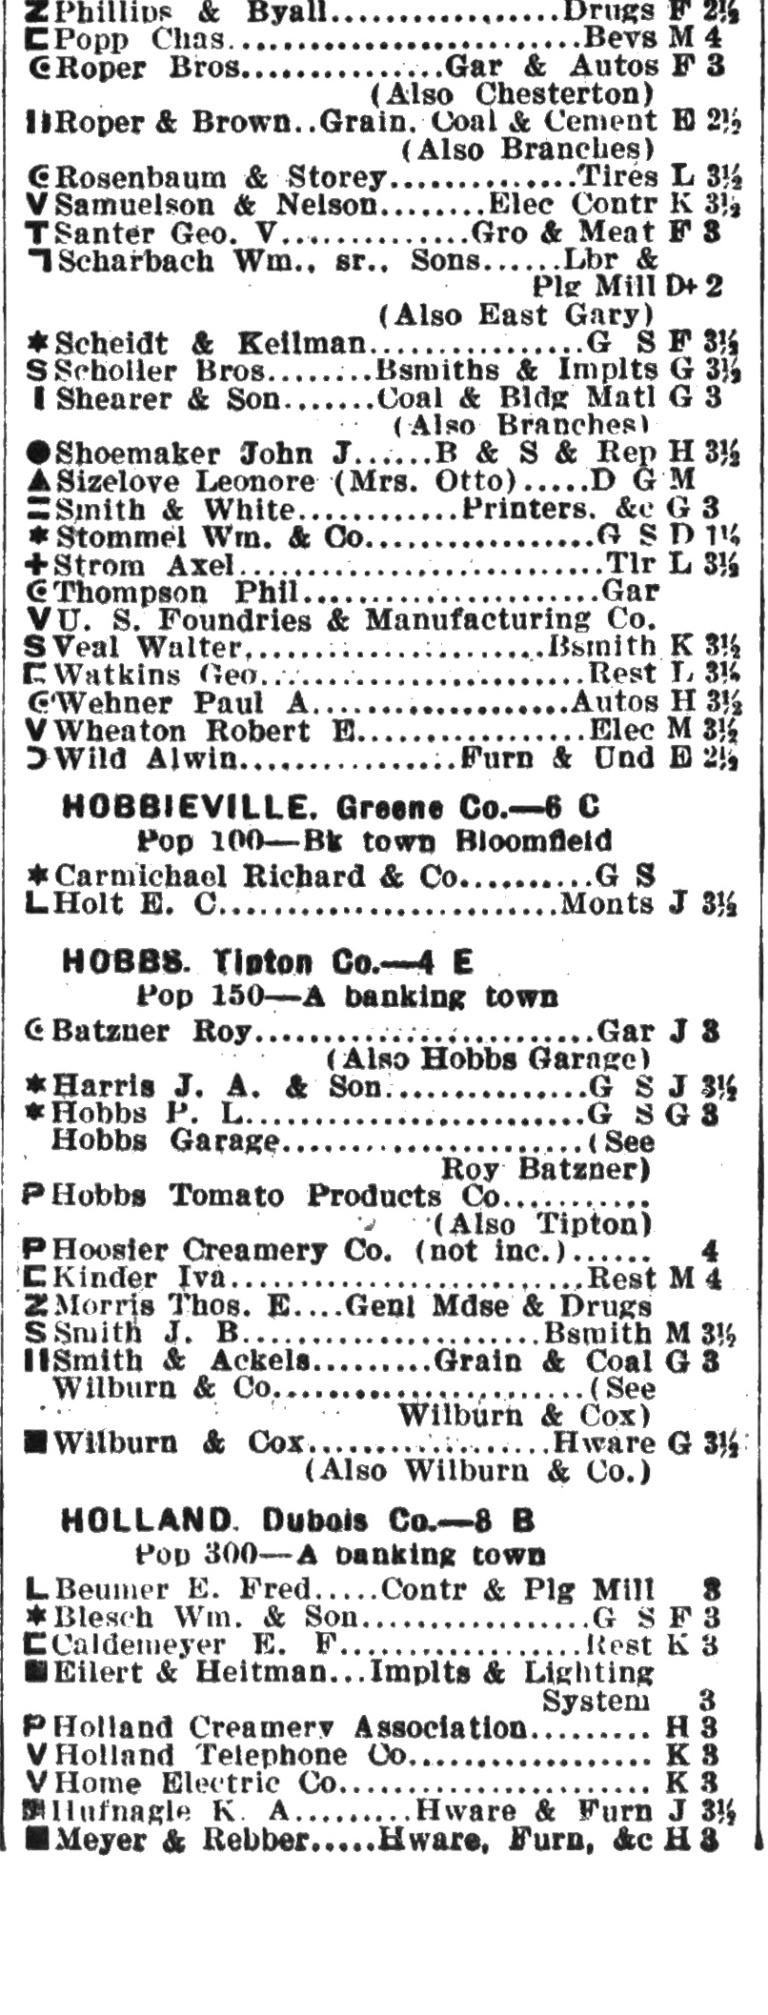 Phillips & Byall................Drugs F 2½
Popp Chas.........................Bevs M 4
Roper Bros...............Gar & Autos F 3
(Also Chesterton)
Roper & Brown..Grain, Coal & Cement E 2½
(Also Branches)
Rosenbaum & Storey..............Tires L 3½
V Samuelson & Nelson........Elec Contr K 3½
T Santer Geo. V...............Gro & Meat F 3
Scharbach Wm., sr., Sons......Lbr &
Plg Mill D+ 2
(Also East Gary)
* Scheidt & Keilman.................G S F 3½
S Scholler Bros........Bsmiths & Implts G 3½
I Shearer & Son.......Coal & Bldg Matl G 3
(Also Branches)
● Shoemaker John J......B & S & Rep H 3½
▲ Sizelove Leonore (Mrs. Otto).....D G M
= Smith & White............Printers, &c G 3
* Stommel Wm. & Co..................G S D 1¼
+ Strom Axel............................Tlr L 3½
Thompson Phil.......................Gar
V U. S. Foundries & Manufacturing Co.
S Veal Walter.......................Bsmith K 3½
Watkins Geo.........................Rest L 3½
Wehner Paul A....................Autos H 3½
V Wheaton Robert E.................Elec M 3½
Wild Alwin................Furn & Und E 2½
HOBBIEVILLE, Greene Co.—6 C
Pop 100—Bk town Bloomfield
* Carmichael Richard & Co..........G S
L Holt E. C..........................Monts J 3½
HOBBS, Tipton Co.—4 E
Pop 150—A banking town
Batzner Roy..........................Gar J 3
(Also Hobbs Garage)
* Harris J. A. & Son................G S J 3½
* Hobbs P. L..........................G S G 3
Hobbs Garage.......................(See
Roy Batzner)
P Hobbs Tomato Products Co...........
(Also Tipton)
P Hoosier Creamery Co. (not inc.)...... 4
Kinder Iva...........................Rest M 4
Z Morris Thos. E....Genl Mdse & Drugs
S Smith J. B.......................Bsmith M 3½
Smith & Ackels.........Grain & Coal G 3
Wilburn & Co........................(See
Wilburn & Cox)
■ Wilburn & Cox...................Hware G 3½
(Also Wilburn & Co.)
HOLLAND, Dubois Co.—8 B
Pop 300—A banking town
L Beumer E. Fred.....Contr & Plg Mill 3
* Blesch Wm. & Son..................G S F 3
Caldemeyer E. F...................Rest K 3
■ Eilert & Heitman...Implts & Lighting
System 3
P Holland Creamery Association......... H 3
V Holland Telephone Co.................. K 3
V Home Electric Co....................... K 3
Hufnagle K. A.........Hware & Furn J 3½
■ Meyer & Rebber.....Hware, Furn, &c H 3